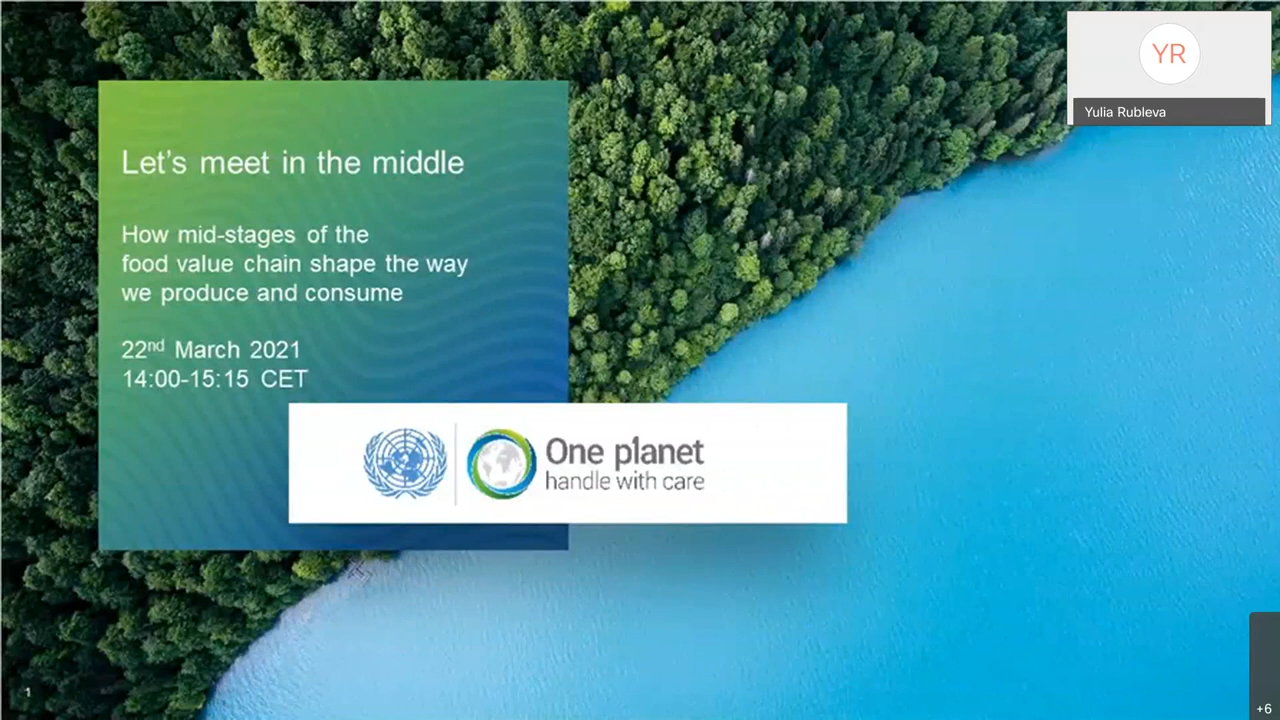 YR
Yulia Rubleva
Let's meet in the middle
How mid-stages of the
food value chain shape the way
we produce and consume
22nd March 2021
14:00-15:15 CET
One planet
handle with care
1
+6